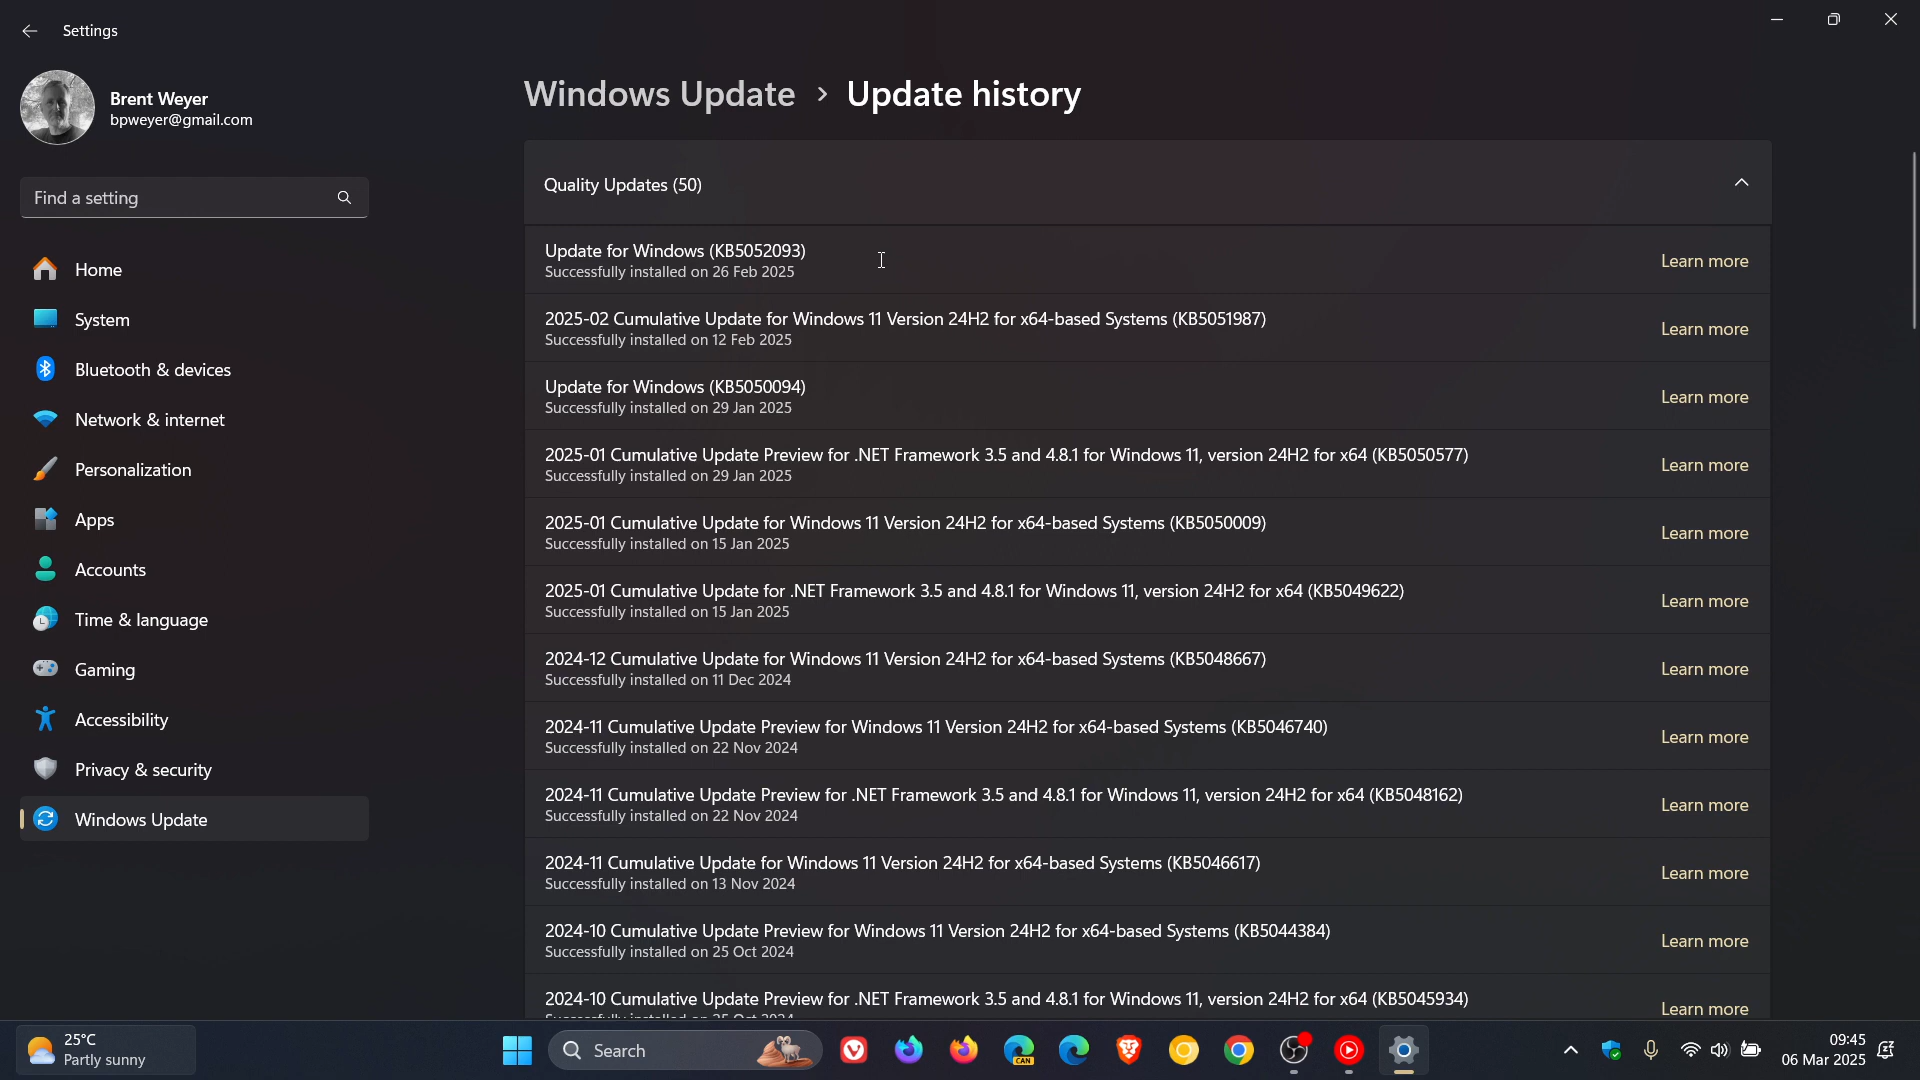 Settings
Brent Weyer
bpweyer@gmail.com
Find a setting
Home
System
Bluetooth & devices
Network & internet
Personalization
Apps
Accounts
Time & language
Gaming
Accessibility
Privacy & security
Windows Update
Windows Update > Update history
Quality Updates (50)
Update for Windows (KB5052093)
Successfully installed on 26 Feb 2025
Learn more
2025-02 Cumulative Update for Windows 11 Version 24H2 for x64-based Systems (KB5051987)
Successfully installed on 12 Feb 2025
Learn more
Update for Windows (KB5050094)
Successfully installed on 29 Jan 2025
Learn more
2025-01 Cumulative Update Preview for .NET Framework 3.5 and 4.8.1 for Windows 11, version 24H2 for x64 (KB5050577)
Successfully installed on 29 Jan 2025
Learn more
2025-01 Cumulative Update for Windows 11 Version 24H2 for x64-based Systems (KB5050009)
Successfully installed on 15 Jan 2025
Learn more
2025-01 Cumulative Update for .NET Framework 3.5 and 4.8.1 for Windows 11, version 24H2 for x64 (KB5049622)
Successfully installed on 15 Jan 2025
Learn more
2024-12 Cumulative Update for Windows 11 Version 24H2 for x64-based Systems (KB5048667)
Successfully installed on 11 Dec 2024
Learn more
2024-11 Cumulative Update Preview for Windows 11 Version 24H2 for x64-based Systems (KB5046740)
Successfully installed on 22 Nov 2024
Learn more
2024-11 Cumulative Update Preview for .NET Framework 3.5 and 4.8.1 for Windows 11, version 24H2 for x64 (KB5048162)
Successfully installed on 22 Nov 2024
Learn more
2024-11 Cumulative Update for Windows 11 Version 24H2 for x64-based Systems (KB5046617)
Successfully installed on 13 Nov 2024
Learn more
2024-10 Cumulative Update Preview for Windows 11 Version 24H2 for x64-based Systems (KB5044384)
Successfully installed on 25 Oct 2024
Learn more
2024-10 Cumulative Update Preview for .NET Framework 3.5 and 4.8.1 for Windows 11, version 24H2 for x64 (KB5045934)
Successfully installed on 25 Oct 2024
Learn more
25°C
Partly sunny
Search
CAN
09:45
06 Mar 2025